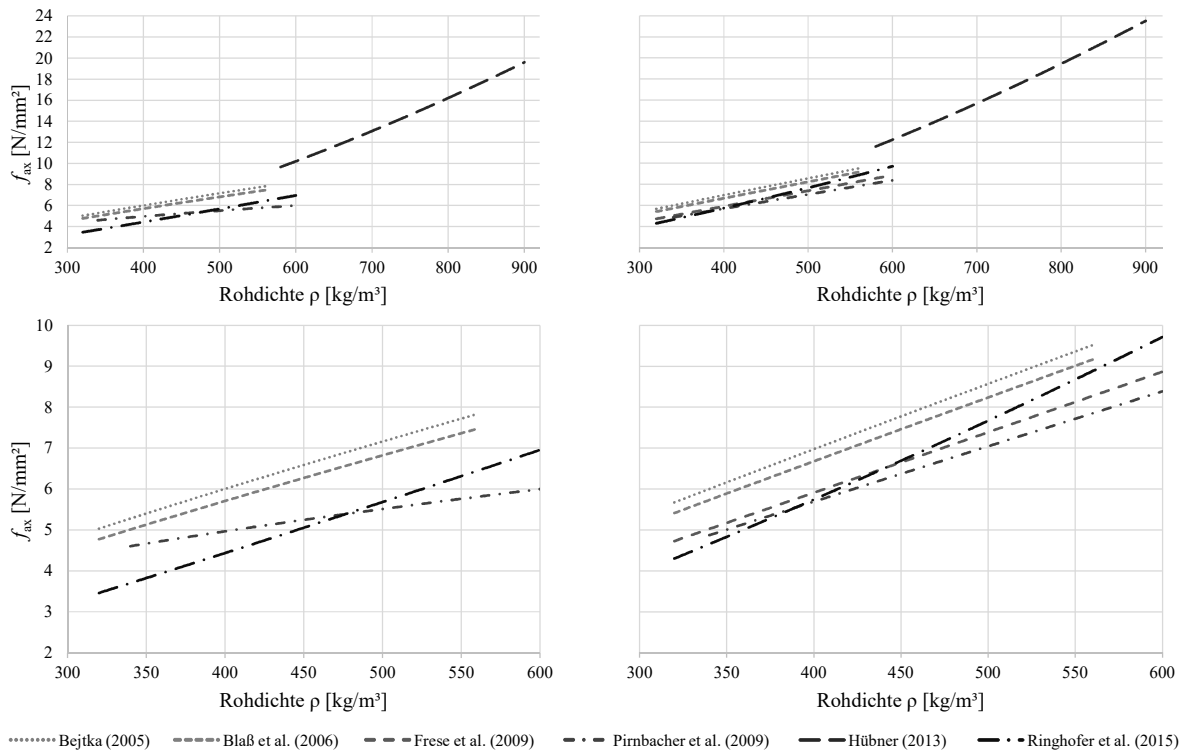 24
22
20
18
16
14
12
10
8
6
4
2
f_ax [N/mm²]
300 400 500 600 700 800 900
Rohdichte ρ [kg/m³]
300 400 500 600 700 800 900
Rohdichte ρ [kg/m³]
10
9
8
7
6
5
4
3
2
f_ax [N/mm²]
300 350 400 450 500 550 600
Rohdichte ρ [kg/m³]
300 350 400 450 500 550 600
Rohdichte ρ [kg/m³]
Bejtka (2005) Blaß et al. (2006) Frese et al. (2009) Pirnbacher et al. (2009) Hübner (2013) Ringhofer et al. (2015)